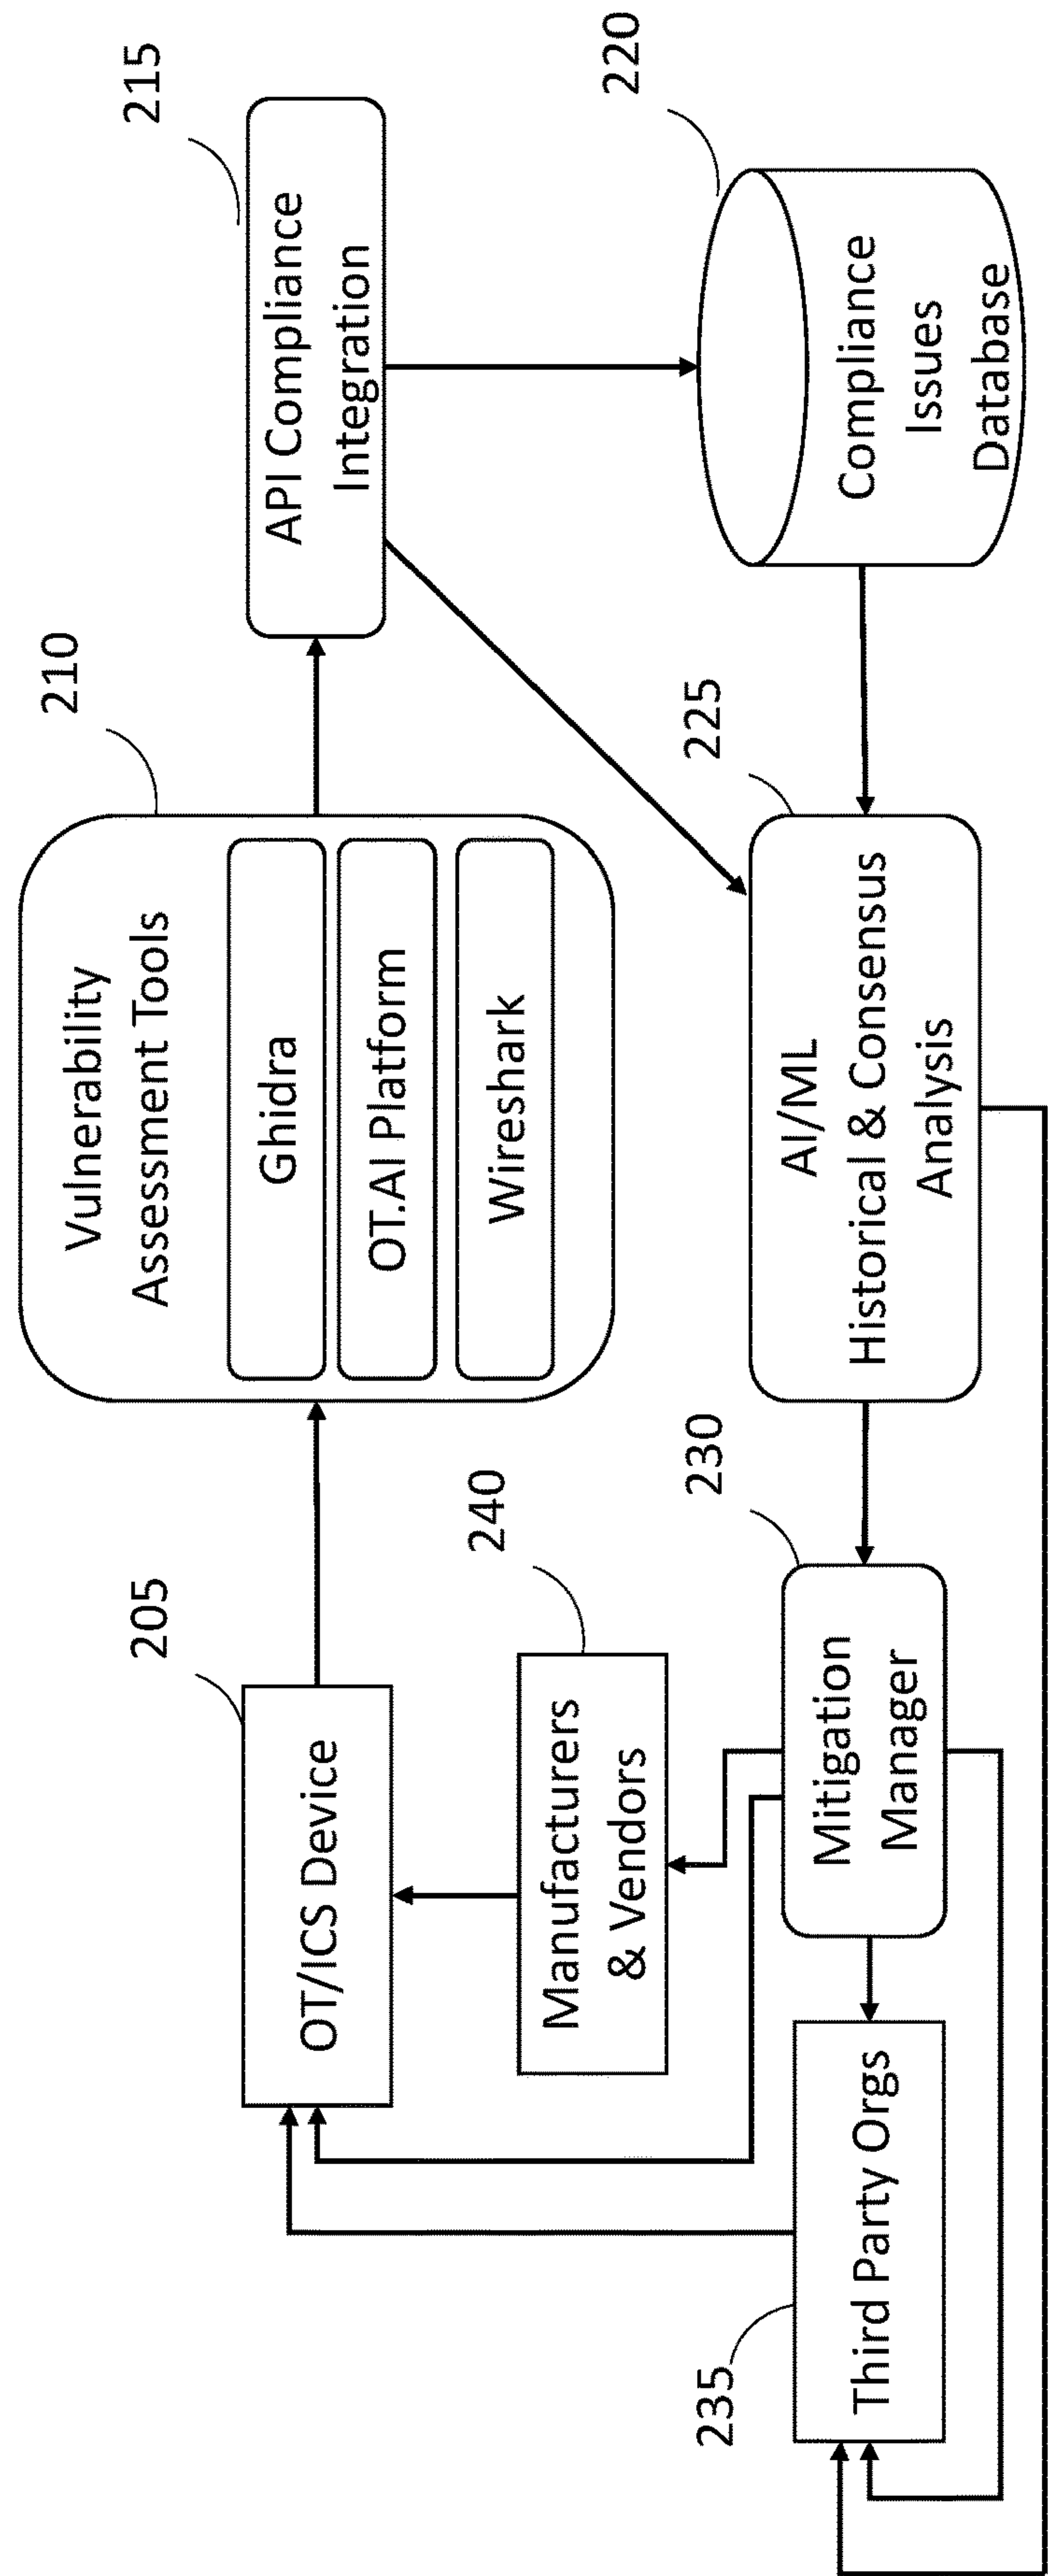 205
OT/ICS Device
210
Vulnerability
Assessment Tools
Ghidra
OT.AI Platform
Wireshark
215
API Compliance
Integration
240
Manufacturers
& Vendors
235
Third Party Orgs
230
Mitigation
Manager
225
AI/ML
Historical & Consensus
Analysis
220
Compliance
Issues
Database